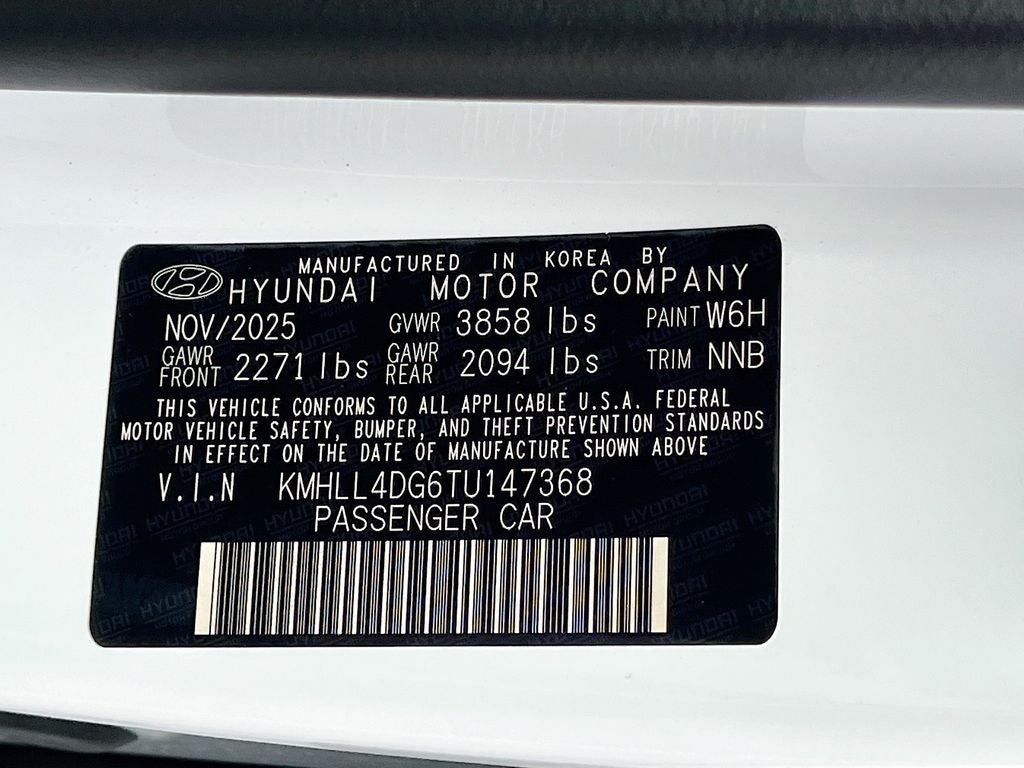 MANUFACTURED IN KOREA BY
HYUNDAI MOTOR COMPANY
NOV/2025 GVWR 3858 lbs PAINT W6H
GAWR FRONT 2271 lbs GAWR REAR 2094 lbs TRIM NNB
THIS VEHICLE CONFORMS TO ALL APPLICABLE U.S.A. FEDERAL
MOTOR VEHICLE SAFETY, BUMPER, AND THEFT PREVENTION STANDARDS
IN EFFECT ON THE DATE OF MANUFACTURE SHOWN ABOVE
V.I.N KMHLL4DG6TU147368
PASSENGER CAR